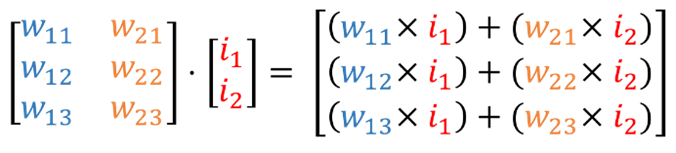 w₁₁ w₂₁ (w₁₁ × i₁) + (w₂₁ × i₂)
w₁₂ w₂₂ · i₁ i₂ = (w₁₂ × i₁) + (w₂₂ × i₂)
w₁₃ w₂₃ (w₁₃ × i₁) + (w₂₃ × i₂)